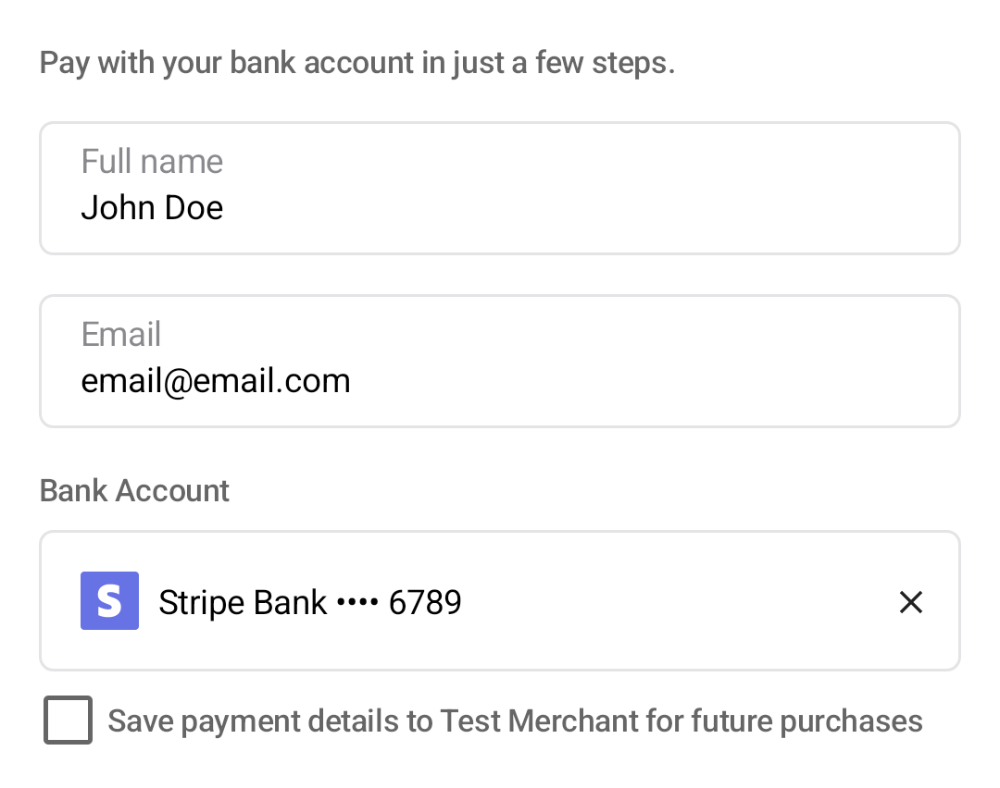 Pay with your bank account in just a few steps.
Full name
John Doe
Email
email@email.com
Bank Account
S Stripe Bank •••• 6789
Save payment details to Test Merchant for future purchases